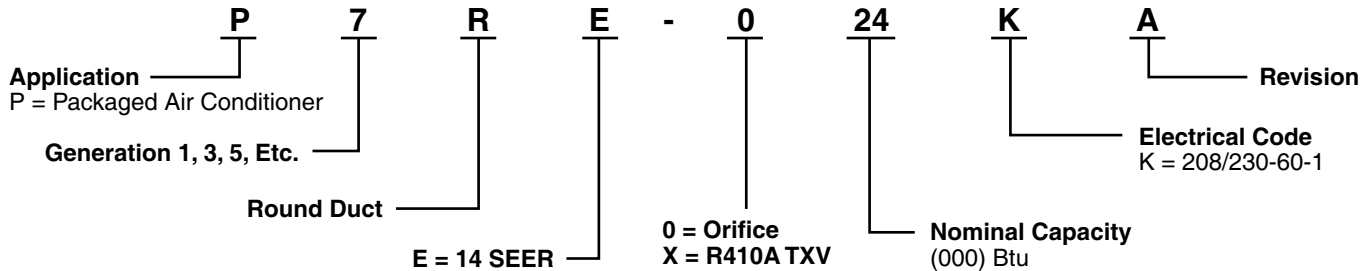 P 7 R E - 0 24 K A
Application
P = Packaged Air Conditioner
Revision
Generation 1, 3, 5, Etc.
Electrical Code
K = 208/230-60-1
Round Duct
0 = Orifice
X = R410A TXV
Nominal Capacity
(000) Btu
E = 14 SEER